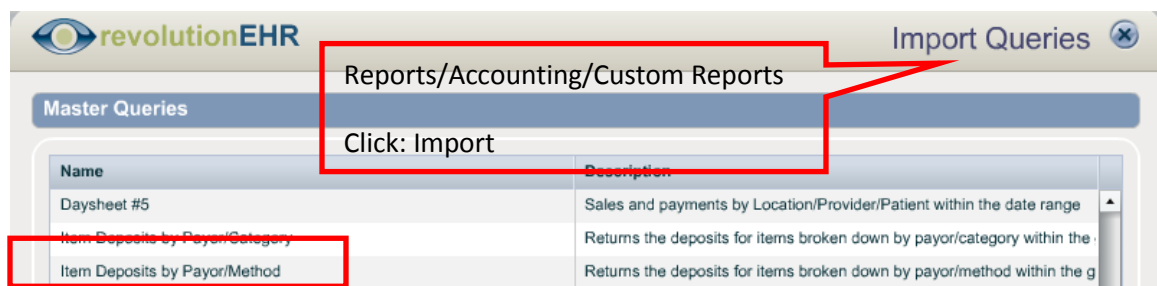 revolutionEHR
Import Queries
Reports/Accounting/Custom Reports
Master Queries
Click: Import
Name Description
Daysheet #5 Sales and payments by Location/Provider/Patient within the date range
Item Deposits by Payor/Category Returns the deposits for items broken down by payor/category within the
Item Deposits by Payor/Method Returns the deposits for items broken down by payor/method within the g